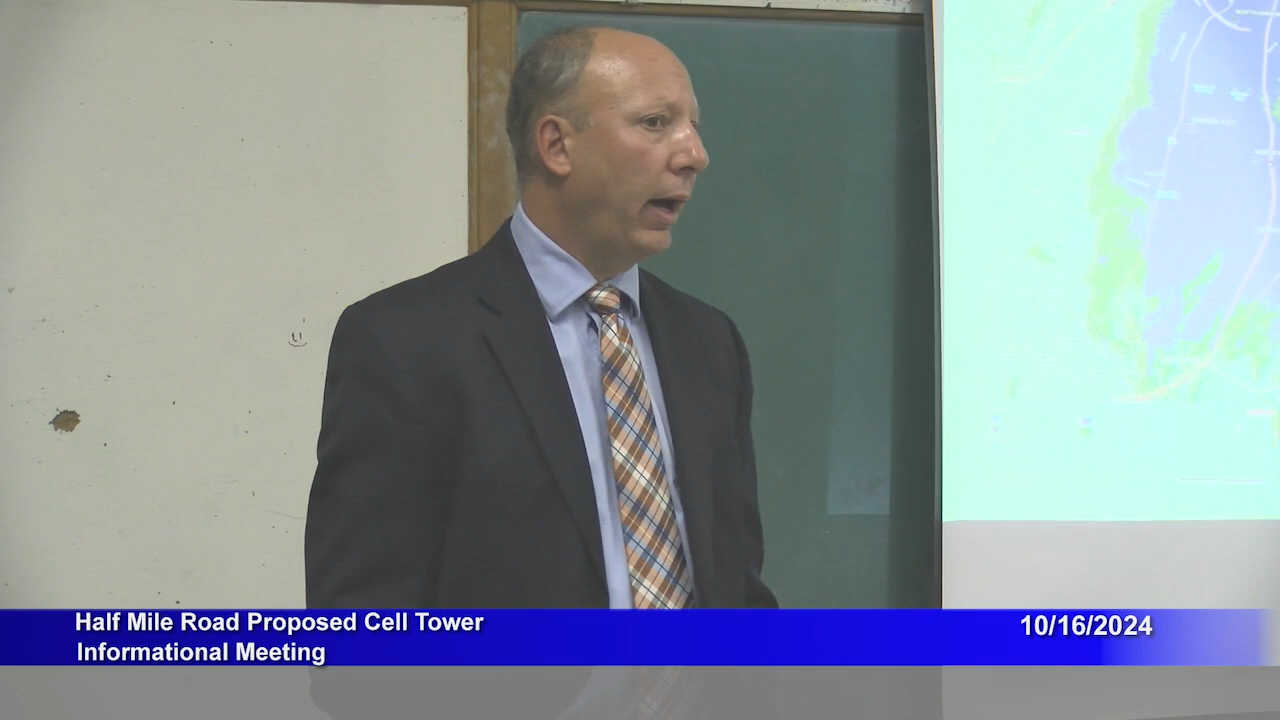 Half Mile Road Proposed Cell Tower
Informational Meeting
10/16/2024